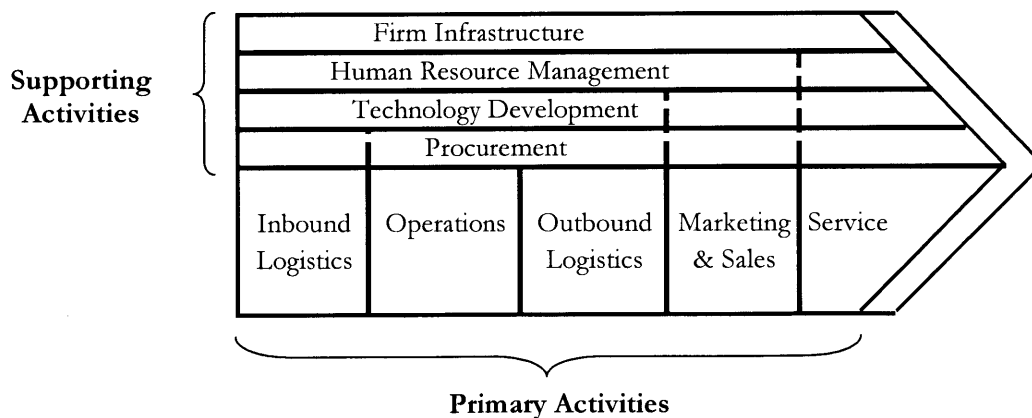 Firm Infrastructure
Human Resource Management
Technology Development
Procurement
Supporting
Activities
Inbound
Logistics
Operations
Outbound
Logistics
Marketing
& Sales
Service
Primary Activities